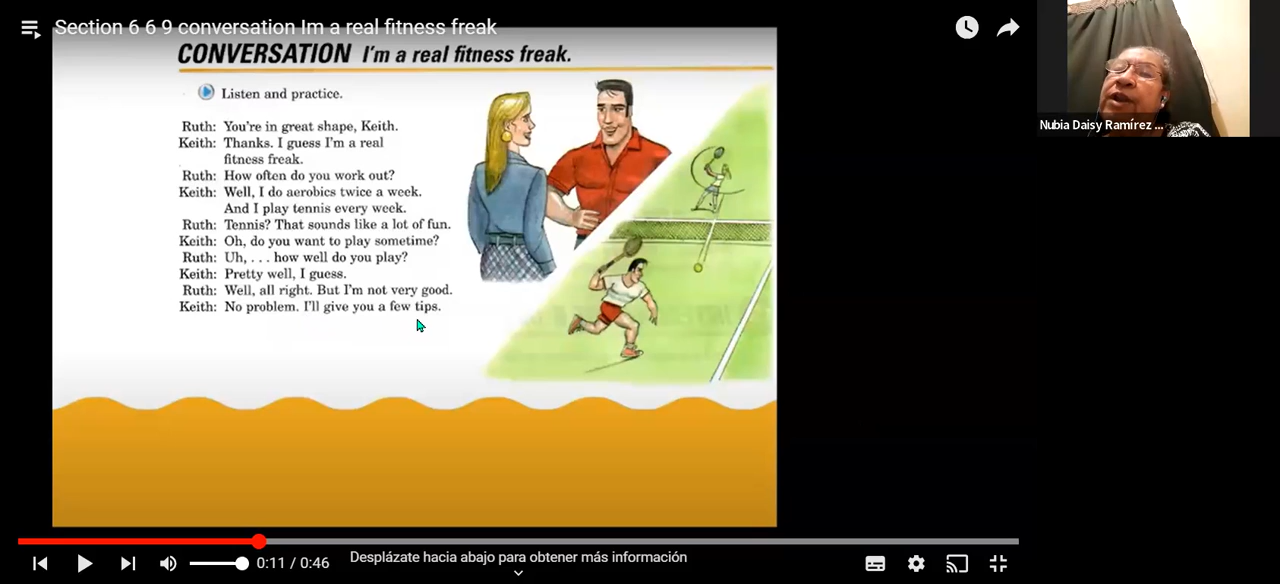 Section 6 6 9 conversation Im a real fitness freak
CONVERSATION I'm a real fitness freak.
Listen and practice.
Ruth: You're in great shape, Keith.
Keith: Thanks. I guess I'm a real
fitness freak.
Ruth: How often do you work out?
Keith: Well, I do aerobics twice a week.
And I play tennis every week.
Ruth: Tennis? That sounds like a lot of fun.
Keith: Oh, do you want to play sometime?
Ruth: Uh, . . . how well do you play?
Keith: Pretty well, I guess.
Ruth: Well, all right. But I'm not very good.
Keith: No problem. I'll give you a few tips.
Nubia Daisy Ramírez ...
0:11 / 0:46
Desplázate hacia abajo para obtener más información